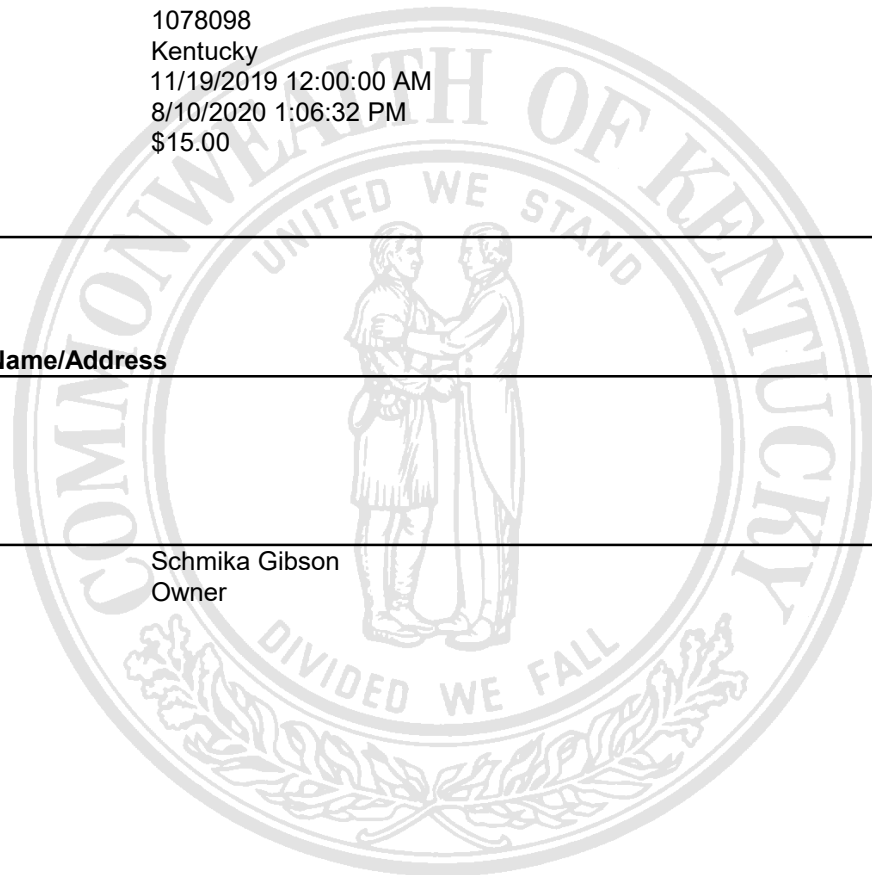 1078098
Kentucky
11/19/2019 12:00:00 AM
8/10/2020 1:06:32 PM
$15.00
COMMONWEALTH OF KENTUCKY
UNITED WE STAND
Name/Address
Schmika Gibson
Owner
DIVIDED WE FALL